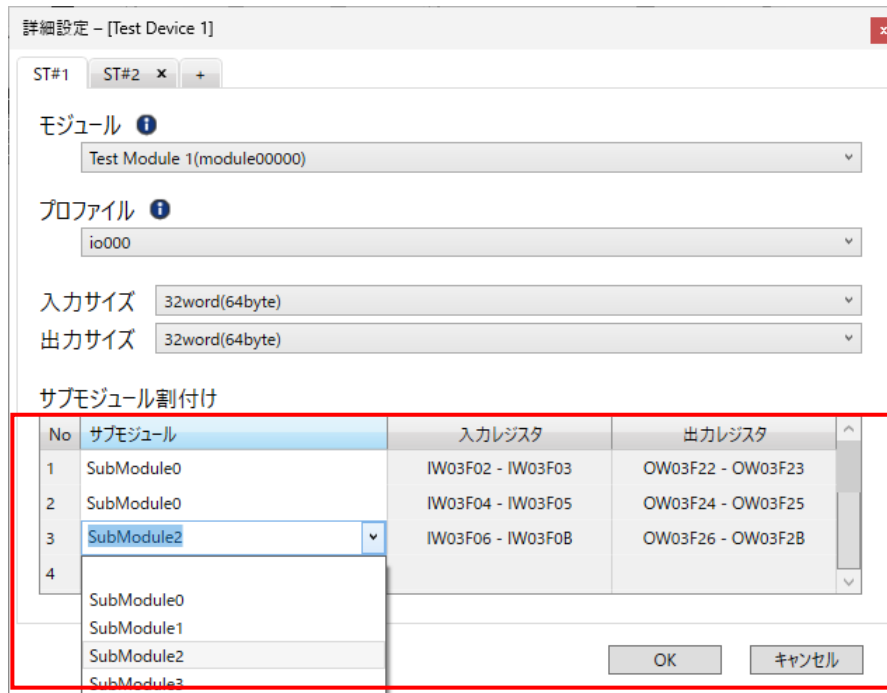 詳細設定 – [Test Device 1]
ST#1 ST#2 × +
モジュール
Test Module 1(module00000)
プロファイル
io000
入力サイズ 32word(64byte)
出力サイズ 32word(64byte)
サブモジュール割付け
No サブモジュール 入力レジスタ 出力レジスタ
1 SubModule0 IW03F02 - IW03F03 OW03F22 - OW03F23
2 SubModule0 IW03F04 - IW03F05 OW03F24 - OW03F25
3 SubModule2 IW03F06 - IW03F0B OW03F26 - OW03F2B
4
SubModule0
SubModule1
SubModule2
SubModule3
OK キャンセル